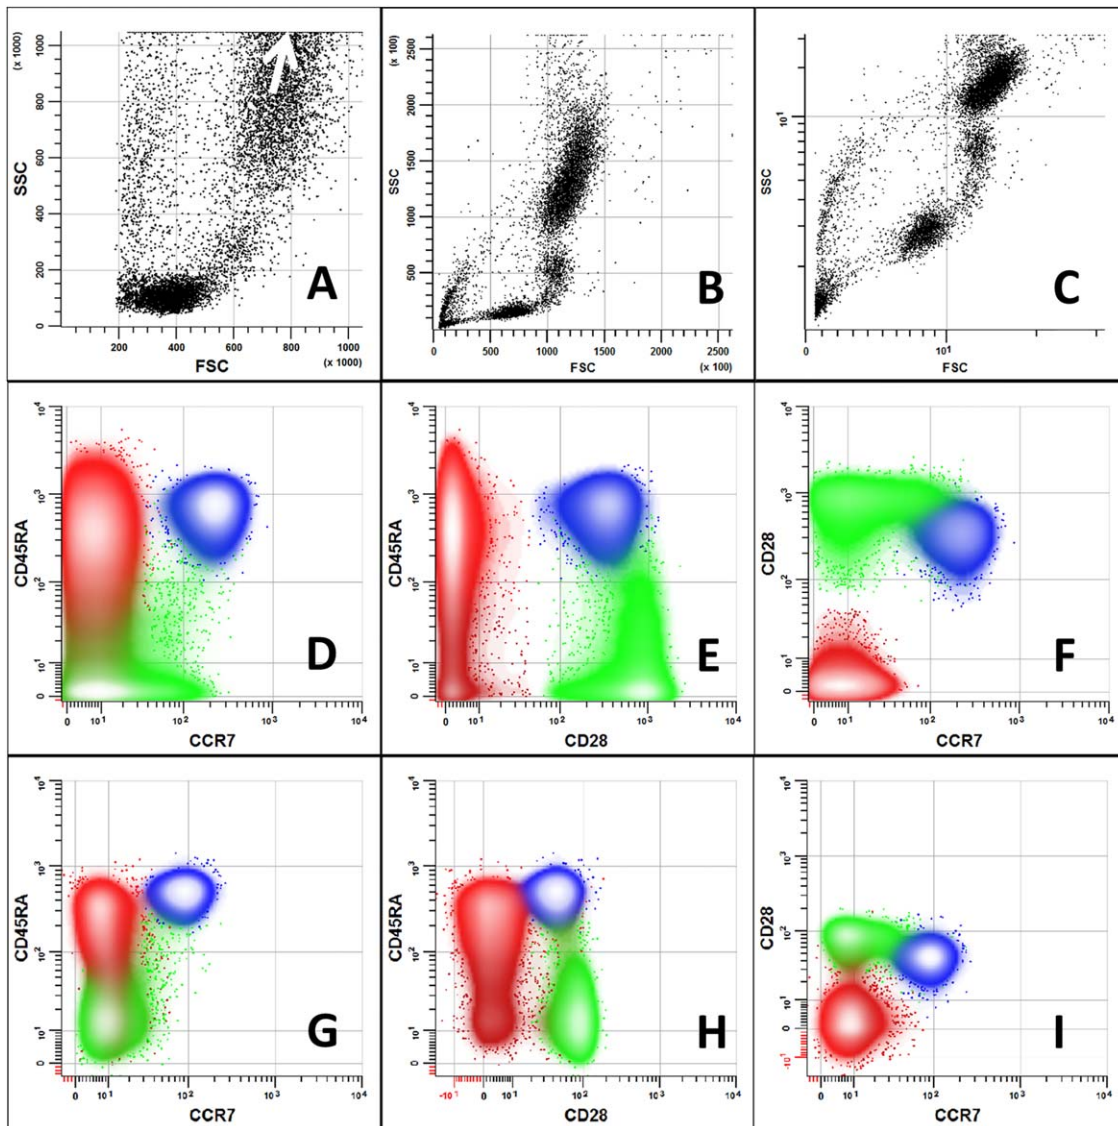 (x 1000)
1000
800
600
400
200
0
SSC
A
200 400 600 800 1000
FSC (x 1000)
(x 100)
2500
2000
1500
1000
500
SSC
B
0 500 1000 1500 2000 2500
FSC (x 100)
10¹
SSC
C
0 10¹
FSC
10⁴
10³
10²
10¹
0
CD45RA
D
0 10¹ 10² 10³ 10⁴
CCR7
10⁴
10³
10²
10¹
0
CD45RA
E
0 10¹ 10² 10³ 10⁴
CD28
10⁴
10³
10²
10¹
0
CD28
F
0 10¹ 10² 10³ 10⁴
CCR7
10⁴
10³
10²
10¹
0
CD45RA
G
0 10¹ 10² 10³ 10⁴
CCR7
10⁴
10³
10²
10¹
0
CD45RA
H
-10¹ 0 10¹ 10² 10³ 10⁴
CD28
10⁴
10³
10²
10¹
0
-10¹
CD28
I
0 10¹ 10² 10³ 10⁴
CCR7